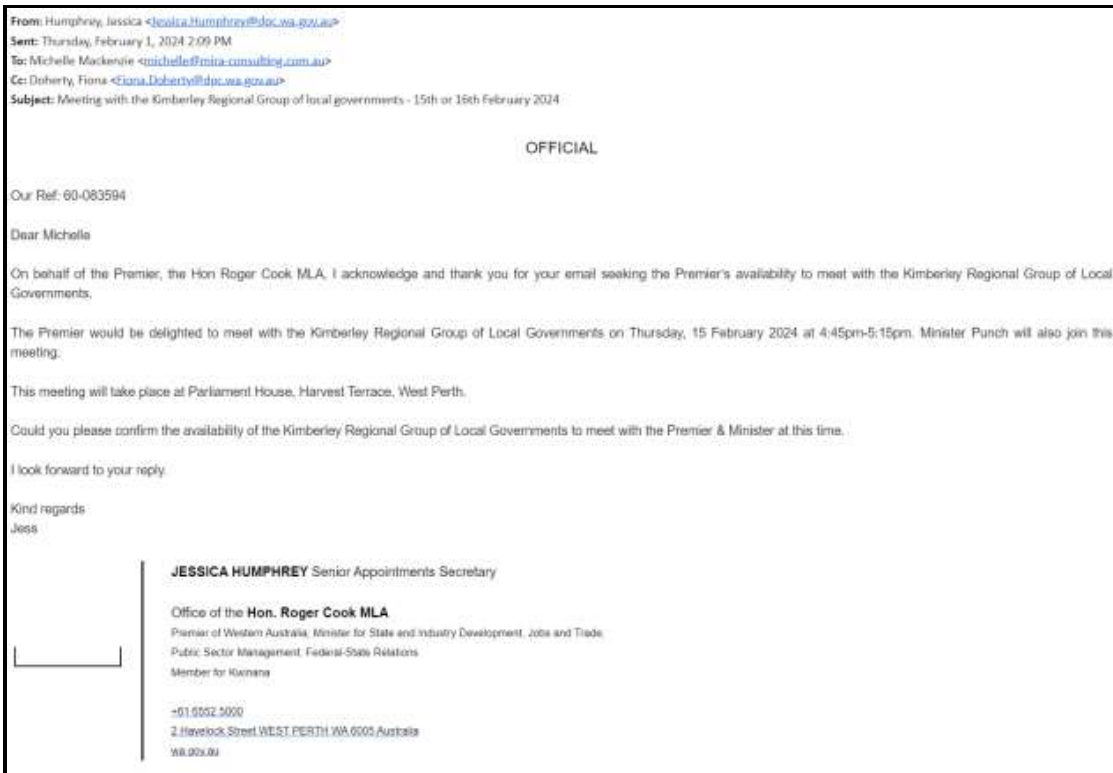 From: Humphrey, Jessica <Jessica.Humphrey@dpc.wa.gov.au>
Sent: Thursday, February 1, 2024 2:09 PM
To: Michelle Mackenzie <michelle@mira-consulting.com.au>
Cc: Doherty, Fiona <Fiona.Doherty@dpc.wa.gov.au>
Subject: Meeting with the Kimberley Regional Group of local governments - 15th or 16th February 2024
OFFICIAL
Our Ref: 60-083594
Dear Michelle
On behalf of the Premier, the Hon Roger Cook MLA, I acknowledge and thank you for your email seeking the Premier's availability to meet with the Kimberley Regional Group of Local
Governments.
The Premier would be delighted to meet with the Kimberley Regional Group of Local Governments on Thursday, 15 February 2024 at 4:45pm-5:15pm. Minister Punch will also join this
meeting.
This meeting will take place at Parliament House, Harvest Terrace, West Perth.
Could you please confirm the availability of the Kimberley Regional Group of Local Governments to meet with the Premier & Minister at this time.
I look forward to your reply.
Kind regards
Jess
JESSICA HUMPHREY Senior Appointments Secretary
Office of the Hon. Roger Cook MLA
Premier of Western Australia; Minister for State and Industry Development, Jobs and Trade;
Public Sector Management; Federal-State Relations
Member for Kwinana
+61 6552 5000
2 Havelock Street WEST PERTH WA 6005 Australia
wa.gov.au